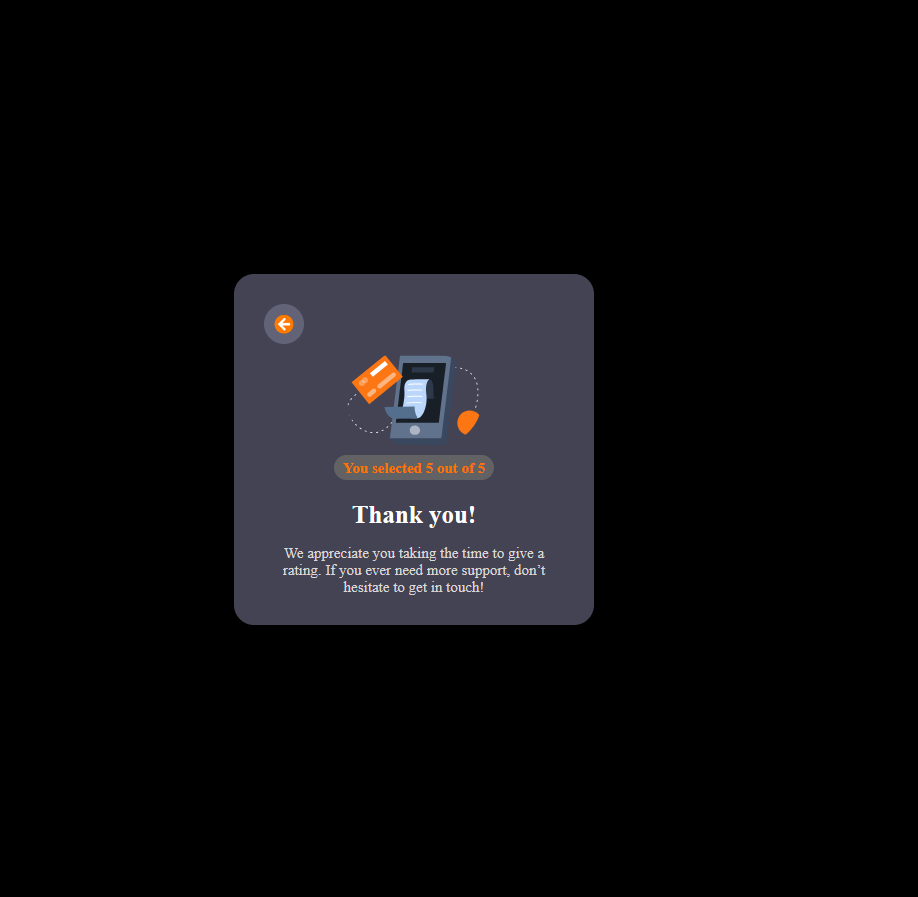 You selected 5 out of 5
Thank you!
We appreciate you taking the time to give a
rating. If you ever need more support, don’t
hesitate to get in touch!